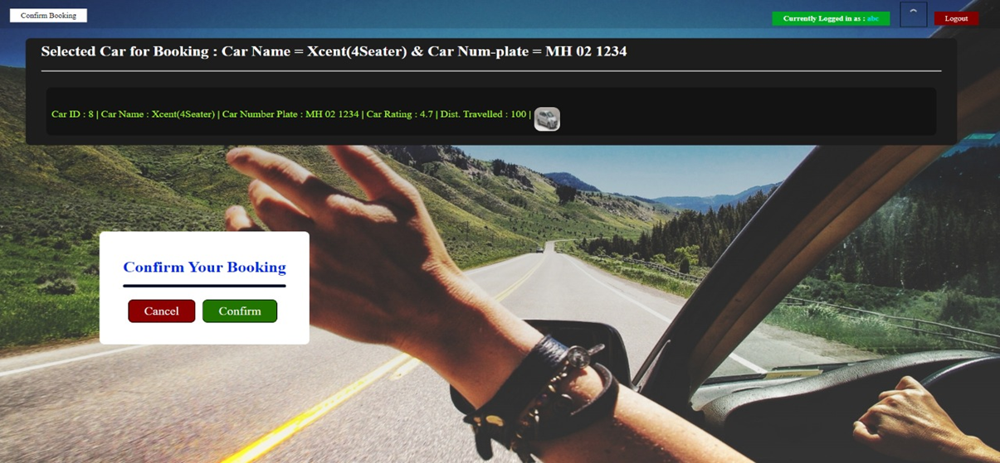 Confirm Booking
Currently Logged in as : abc
Logout
Selected Car for Booking : Car Name = Xcent(4Seater) & Car Num-plate = MH 02 1234
Car ID : 8 | Car Name : Xcent(4Seater) | Car Number Plate : MH 02 1234 | Car Rating : 4.7 | Dist. Travelled : 100 |
Confirm Your Booking
Cancel Confirm